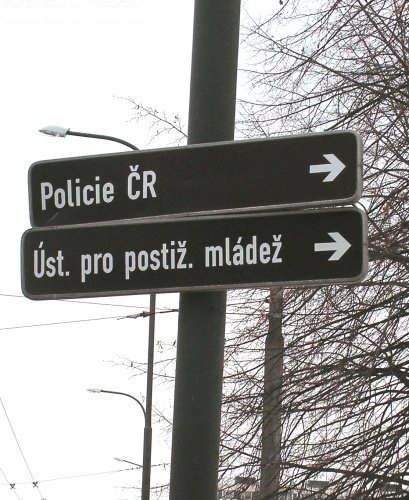 Policie ČR
Úst. pro postiž. mládež